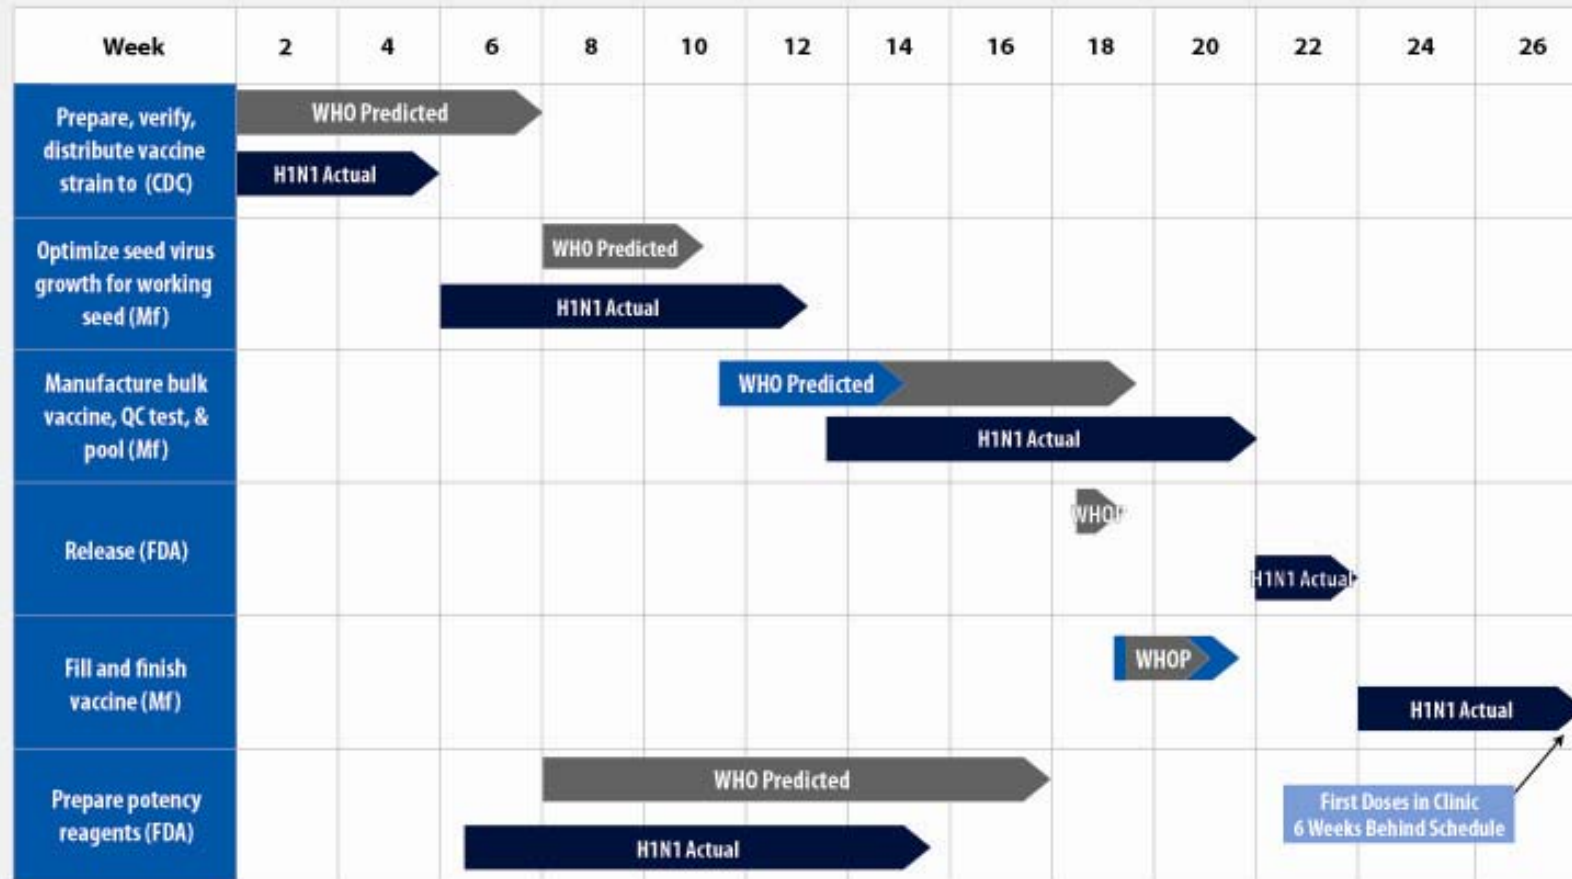 Week 2 4 6 8 10 12 14 16 18 20 22 24 26
Prepare, verify,
distribute vaccine
strain to (CDC)
WHO Predicted
H1N1 Actual
Optimize seed virus
growth for working
seed (Mf)
WHO Predicted
H1N1 Actual
Manufacture bulk
vaccine, QC test, &
pool (Mf)
WHO Predicted
H1N1 Actual
Release (FDA)
WHOP
H1N1 Actual
Fill and finish
vaccine (Mf)
WHOP
H1N1 Actual
Prepare potency
reagents (FDA)
WHO Predicted
H1N1 Actual
First Doses in Clinic
6 Weeks Behind Schedule